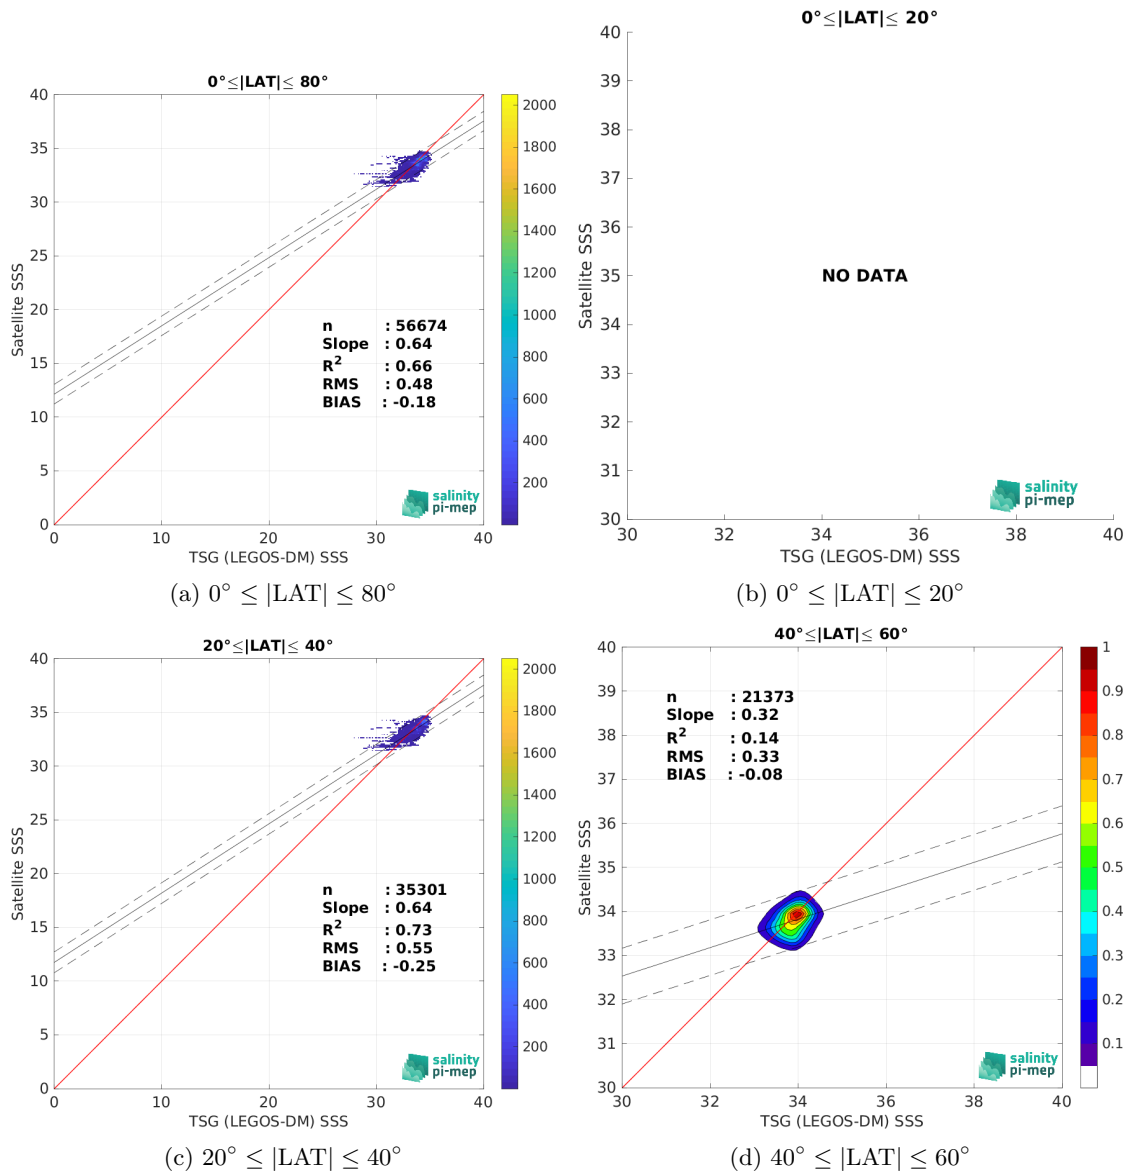 0°≤|LAT|≤ 80°
40
35
30
25
20
15
10
5
0
0
10
20
30
40
Satellite SSS
TSG (LEGOS-DM) SSS
n : 56674
Slope : 0.64
R² : 0.66
RMS : 0.48
BIAS : -0.18
2000
1800
1600
1400
1200
1000
800
600
400
200
salinity
pi-mep
(a) 0° ≤ |LAT| ≤ 80°
0°≤|LAT|≤ 20°
40
39
38
37
36
35
34
33
32
31
30
30
32
34
36
38
40
Satellite SSS
TSG (LEGOS-DM) SSS
NO DATA
salinity
pi-mep
(b) 0° ≤ |LAT| ≤ 20°
20°≤|LAT|≤ 40°
40
35
30
25
20
15
10
5
0
0
10
20
30
40
Satellite SSS
TSG (LEGOS-DM) SSS
n : 35301
Slope : 0.64
R² : 0.73
RMS : 0.55
BIAS : -0.25
2000
1800
1600
1400
1200
1000
800
600
400
200
salinity
pi-mep
(c) 20° ≤ |LAT| ≤ 40°
40°≤|LAT|≤ 60°
40
39
38
37
36
35
34
33
32
31
30
30
32
34
36
38
40
Satellite SSS
TSG (LEGOS-DM) SSS
n : 21373
Slope : 0.32
R² : 0.14
RMS : 0.33
BIAS : -0.08
1
0.9
0.8
0.7
0.6
0.5
0.4
0.3
0.2
0.1
salinity
pi-mep
(d) 40° ≤ |LAT| ≤ 60°